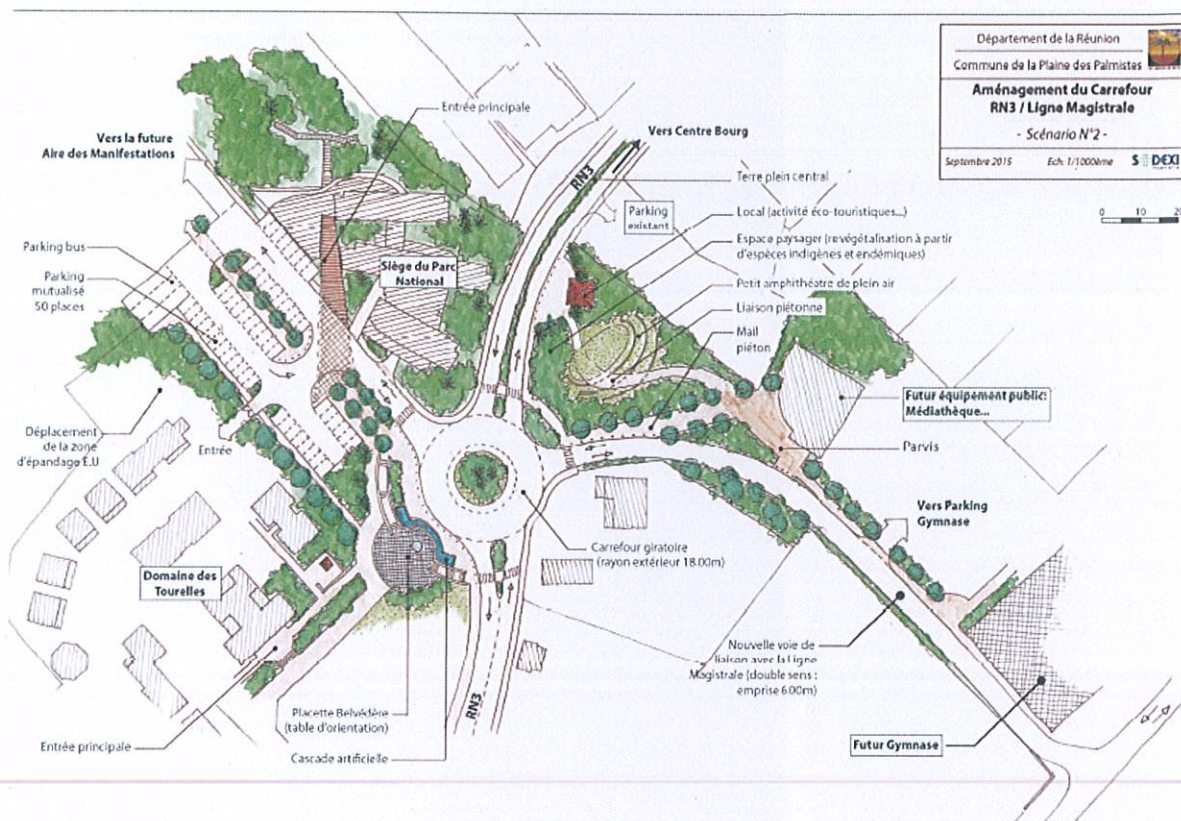 Département de la Réunion
Commune de la Plaine des Palmistes
Aménagement du Carrefour
RN3 / Ligne Magistrale
- Scénario N°2 -
Septembre 2015
Ech: 1/1000ème
0 10 20
Entrée principale
Vers la future
Aire des Manifestations
Vers Centre Bourg
RN3
Terre plein central
Parking
existant
Local (activité éco-touristiques...)
Espace paysager (revégétalisation à partir
d'espèces indigènes et endémiques)
Parking bus
Siège du Parc
National
Parking
mutualisé
50 places
Petit amphithéatre de plein air
Liaison piétonne
Mail
piéton
Futur équipement public:
Médiathèque...
Déplacement
de la zone
d'épandage E.U
Entrée
Parvis
Vers Parking
Gymnase
Carrefour giratoire
(rayon extérieur 18.00m)
Domaine des
Tourelles
Nouvelle voie de
liaison avec la Ligne
Magistrale (double sens :
emprise 6.00m)
RN3
Placette Belvédère
(table d'orientation)
Entrée principale
Cascade artificielle
Futur Gymnase